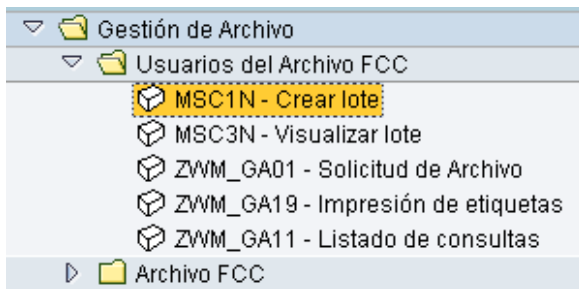 Gestión de Archivo
Usuarios del Archivo FCC
MSC1N - Crear lote
MSC3N - Visualizar lote
ZWM_GA01 - Solicitud de Archivo
ZWM_GA19 - Impresión de etiquetas
ZWM_GA11 - Listado de consultas
Archivo FCC